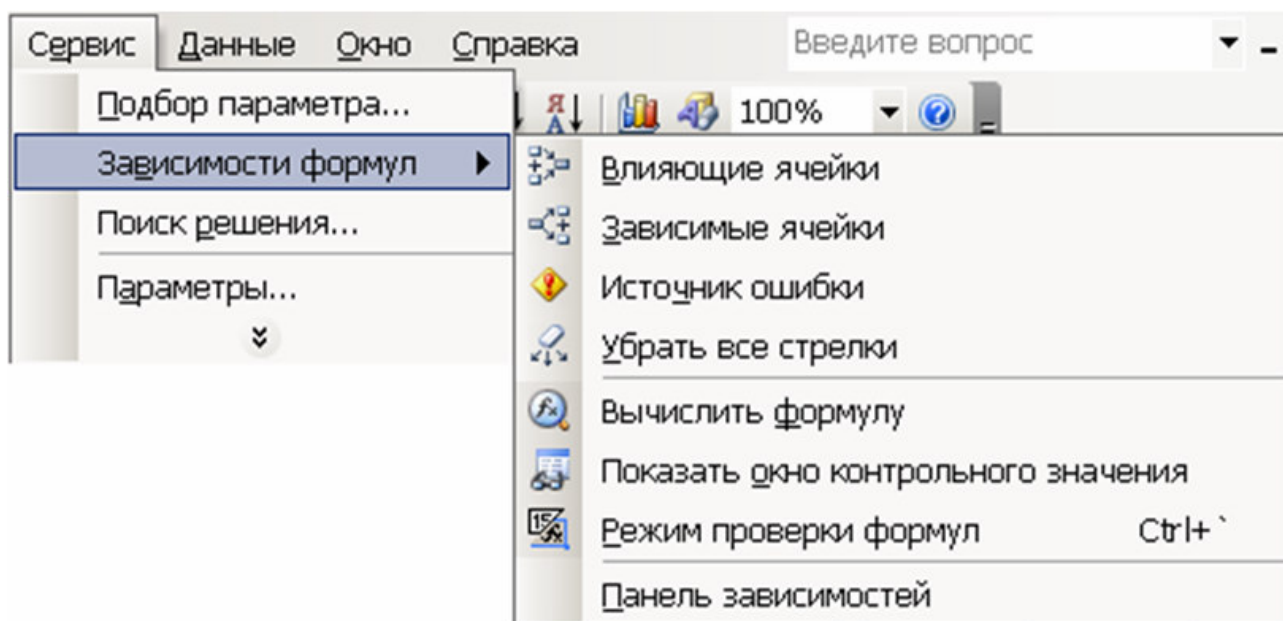 Сервис Данные Окно Справка Введите вопрос
Подбор параметра... 100%
Зависимости формул
Влияющие ячейки
Поиск решения...
Зависимые ячейки
Параметры...
Источник ошибки
Убрать все стрелки
Вычислить формулу
Показать окно контрольного значения
Режим проверки формул Ctrl+`
Панель зависимостей